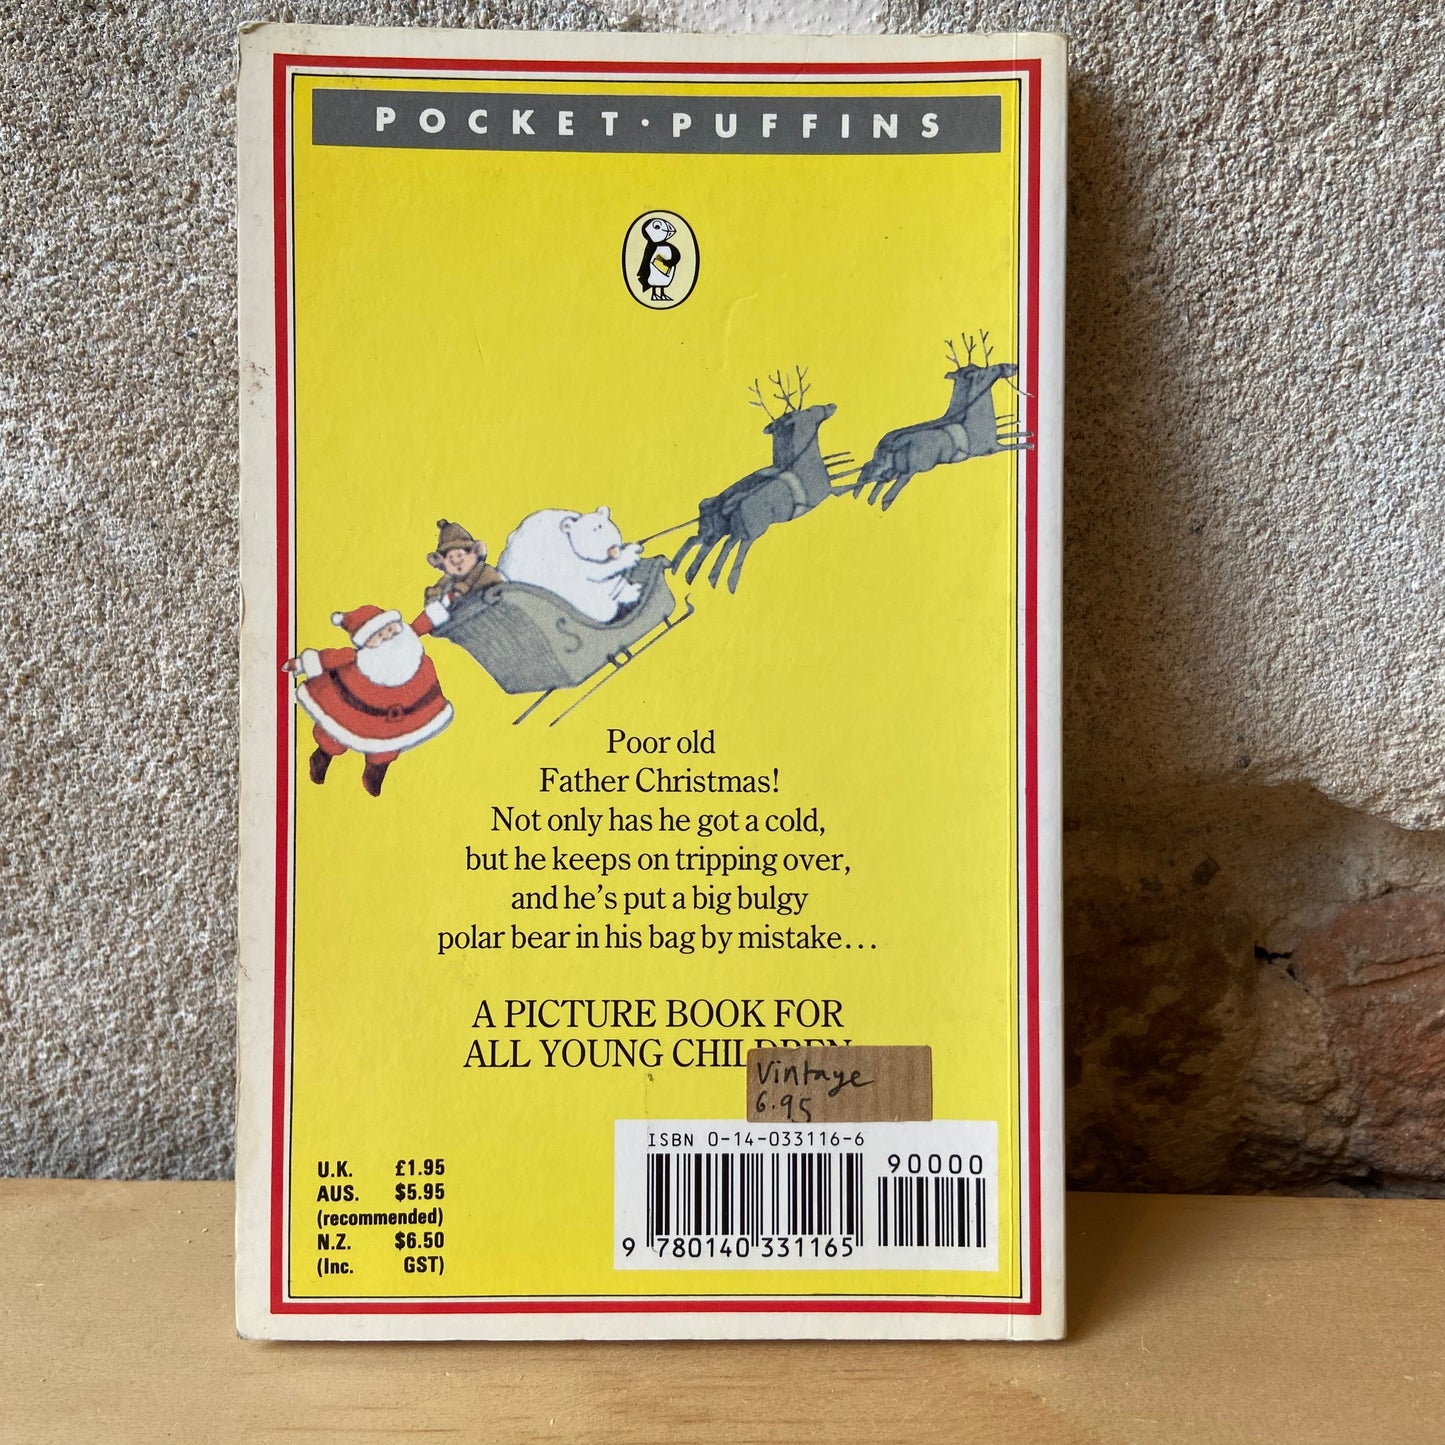 POCKET·PUFFINS
Poor old
Father Christmas!
Not only has he got a cold,
but he keeps on tripping over,
and he's put a big bulgy
polar bear in his bag by mistake...
A PICTURE BOOK FOR
ALL YOUNG CHILDREN
Vintage
6.95
ISBN 0-14-033116-6
90000
9 780140 331165
U.K. £1.95
AUS. $5.95
(recommended)
N.Z. $6.50
(Inc. GST)